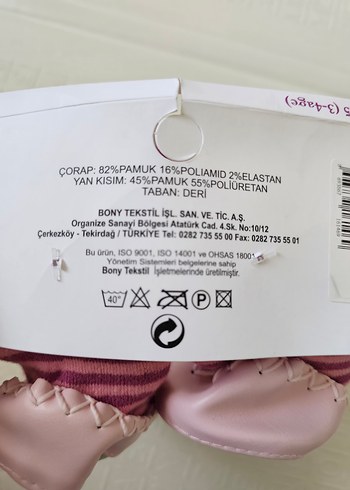 5 (3-4age)
ÇORAP: 82%PAMUK 16%POLIAMID 2%ELASTAN
YAN KISIM: 45%PAMUK 55%POLİÜRETAN
TABAN: DERİ
BONY TEKSTİL İŞL. SAN. VE TİC. A.Ş.
Organize Sanayi Bölgesi Atatürk Cad. 4.Sk. No:10/12
Çerkezköy - Tekirdağ / TÜRKİYE Tel: 0282 735 55 00 Fax: 0282 735 55 01
Bu ürün, ISO 9001, ISO 14001 ve OHSAS 18001
Yönetim Sistemleri belgelerine sahip
Bony Tekstil İşletmelerinde üretilmiştir.
40°
P